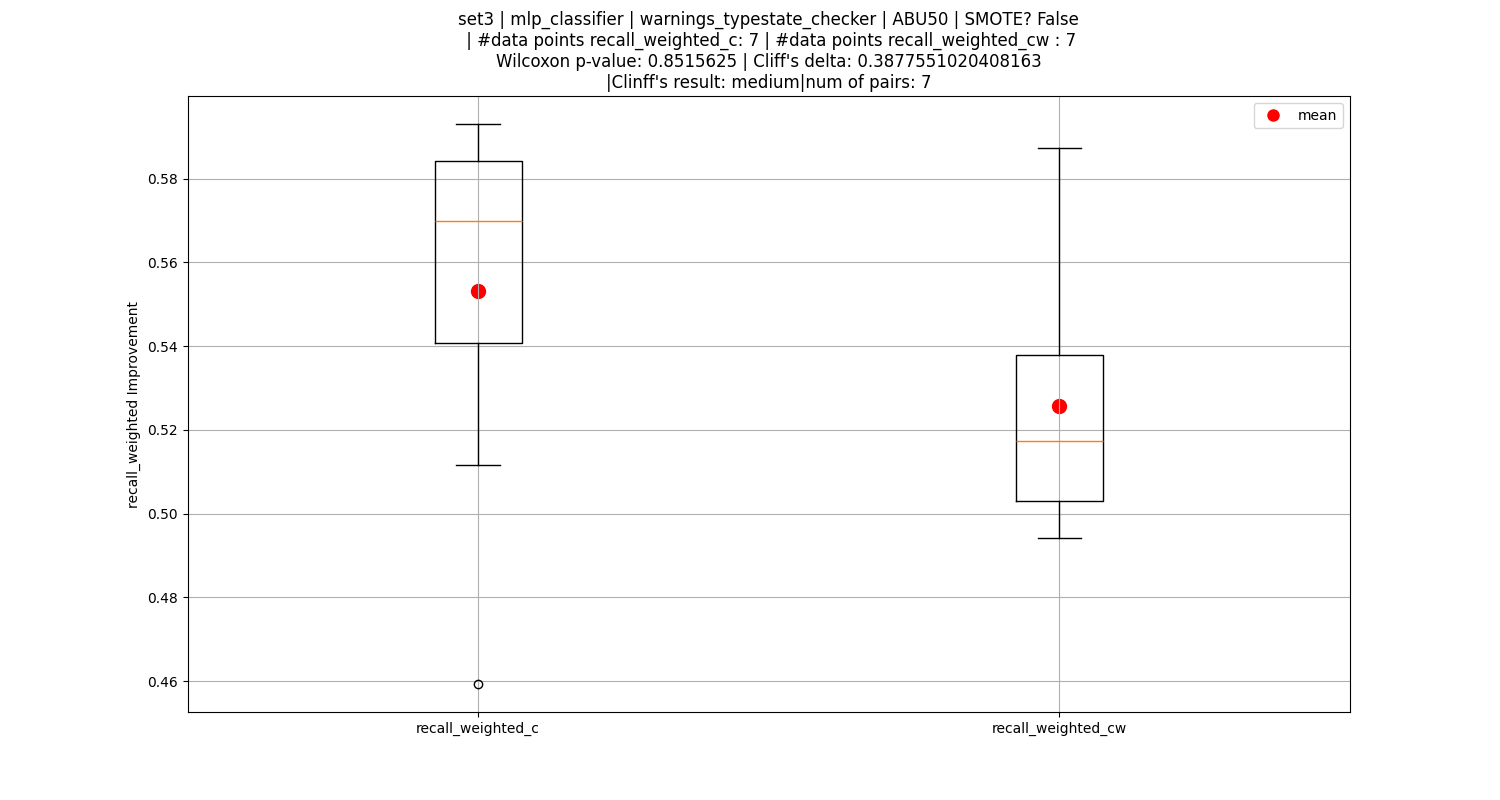 set3 | mlp_classifier | warnings_typestate_checker | ABU50 | SMOTE? False
| #data points recall_weighted_c: 7 | #data points recall_weighted_cw : 7
Wilcoxon p-value: 0.8515625 | Cliff's delta: 0.3877551020408163
|Clinff's result: medium|num of pairs: 7
mean
recall_weighted Improvement
0.58
0.56
0.54
0.52
0.50
0.48
0.46
recall_weighted_c
recall_weighted_cw